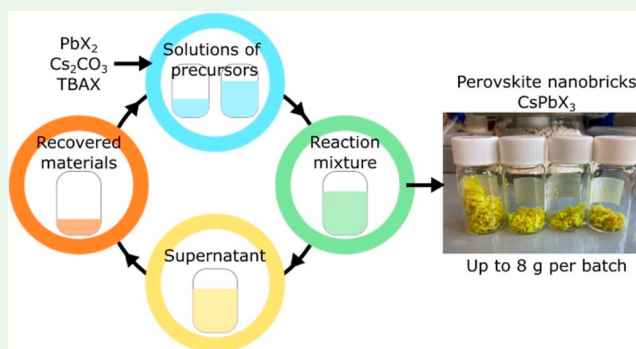 PbX₂
Cs₂CO₃
TBAX
Solutions of
precursors
Recovered
materials
Reaction
mixture
Supernatant
Perovskite nanobricks
CsPbX₃
Up to 8 g per batch